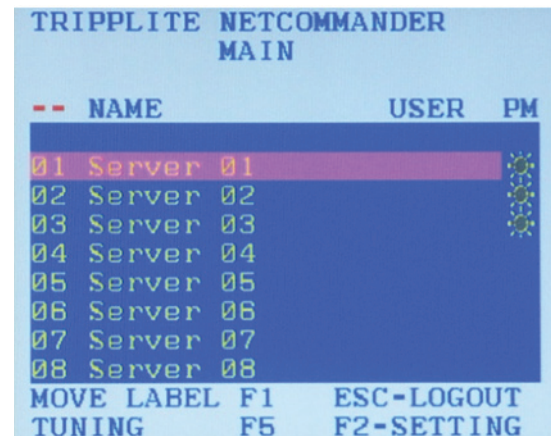 TRIPPLITE NETCOMMANDER
MAIN
-- NAME USER PM
01 Server 01
02 Server 02
03 Server 03
04 Server 04
05 Server 05
06 Server 06
07 Server 07
08 Server 08
MOVE LABEL F1 ESC-LOGOUT
TUNING F5 F2-SETTING